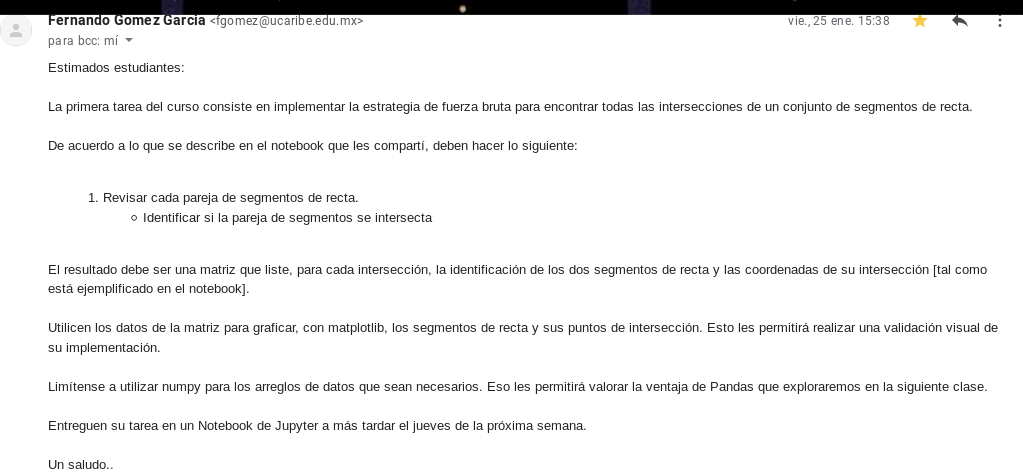 Fernando Gomez Garcia <fgomez@ucaribe.edu.mx>
vie., 25 ene. 15:38
para bcc: mí
Estimados estudiantes:
La primera tarea del curso consiste en implementar la estrategia de fuerza bruta para encontrar todas las intersecciones de un conjunto de segmentos de recta.
De acuerdo a lo que se describe en el notebook que les compartí, deben hacer lo siguiente:
1. Revisar cada pareja de segmentos de recta.
Identificar si la pareja de segmentos se intersecta
El resultado debe ser una matriz que liste, para cada intersección, la identificación de los dos segmentos de recta y las coordenadas de su intersección [tal como
está ejemplificado en el notebook].
Utilicen los datos de la matriz para graficar, con matplotlib, los segmentos de recta y sus puntos de intersección. Esto les permitirá realizar una validación visual de
su implementación.
Limítense a utilizar numpy para los arreglos de datos que sean necesarios. Eso les permitirá valorar la ventaja de Pandas que exploraremos en la siguiente clase.
Entreguen su tarea en un Notebook de Jupyter a más tardar el jueves de la próxima semana.
Un saludo..